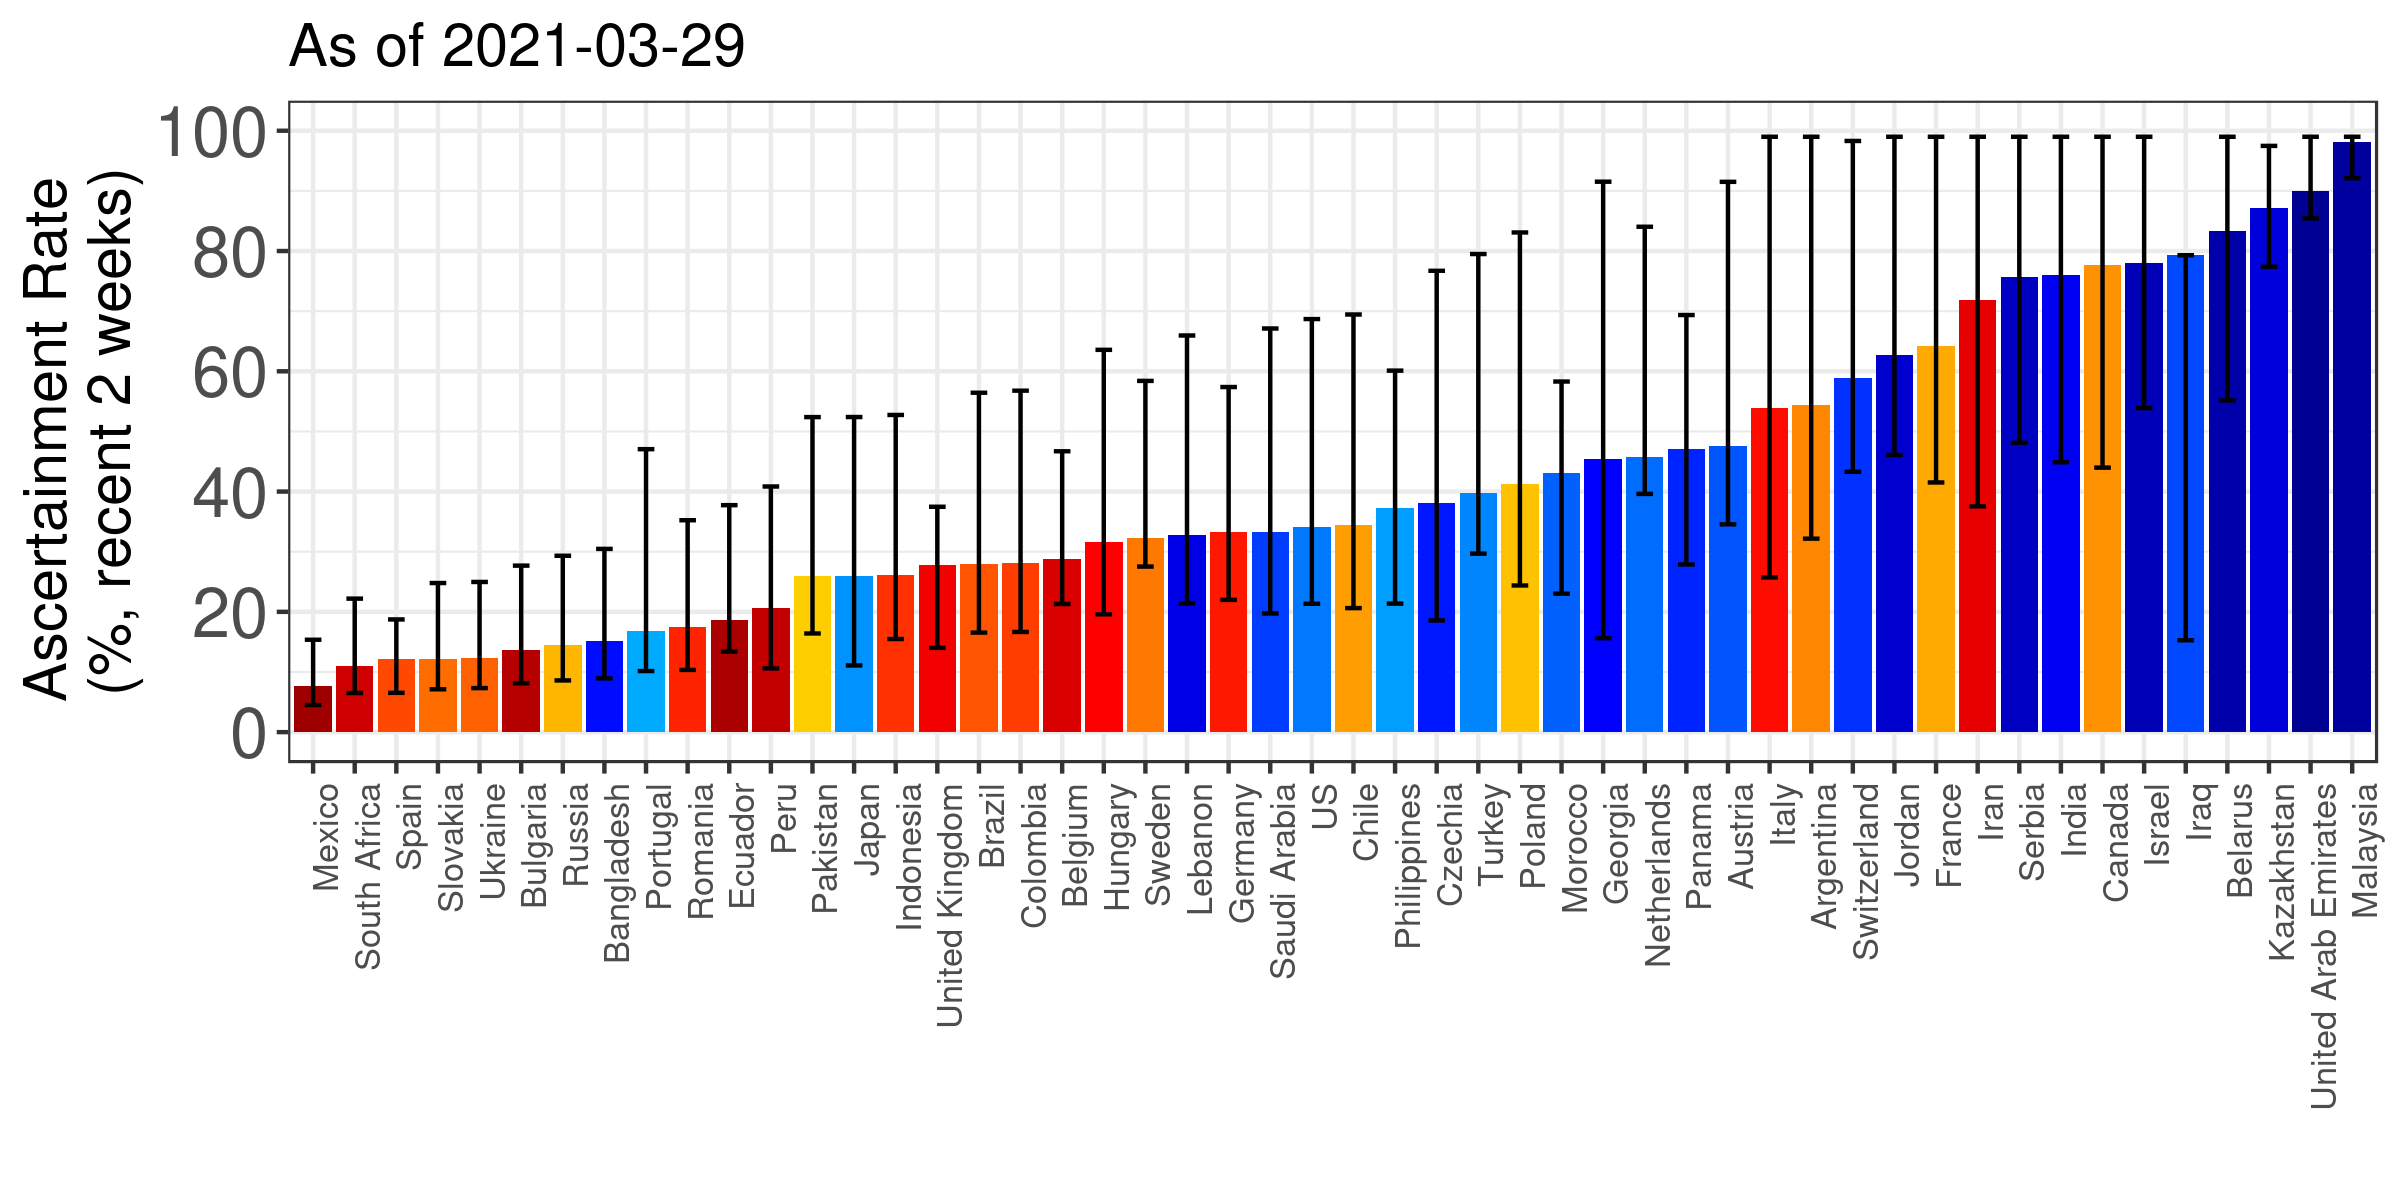 As of 2021-03-29
Ascertainment Rate
(%, recent 2 weeks)
100
80
60
40
20
0
Mexico
South Africa
Spain
Slovakia
Ukraine
Bulgaria
Russia
Bangladesh
Portugal
Romania
Ecuador
Peru
Pakistan
Japan
Indonesia
United Kingdom
Brazil
Colombia
Belgium
Hungary
Sweden
Lebanon
Germany
Saudi Arabia
US
Chile
Philippines
Czechia
Turkey
Poland
Morocco
Georgia
Netherlands
Panama
Austria
Italy
Argentina
Switzerland
Jordan
France
Iran
Serbia
India
Canada
Israel
Iraq
Belarus
Kazakhstan
United Arab Emirates
Malaysia